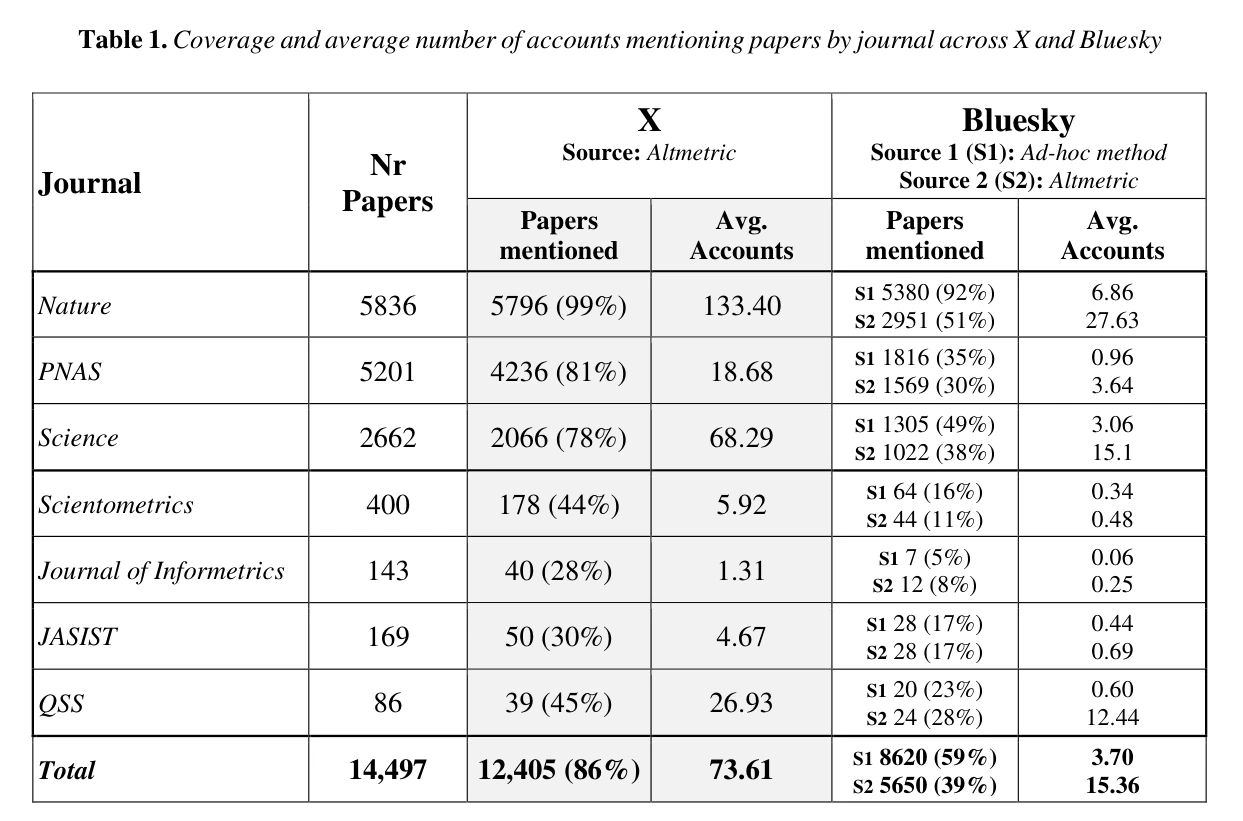 Table 1. Coverage and average number of accounts mentioning papers by journal across X and Bluesky
Journal
Nr
Papers
X
Source: Altmetric
Bluesky
Source 1 (S1): Ad-hoc method
Source 2 (S2): Altmetric
Papers
mentioned
Avg.
Accounts
Papers
mentioned
Avg.
Accounts
Nature 5836 5796 (99%) 133.40
S1 5380 (92%) 6.86
S2 2951 (51%) 27.63
PNAS 5201 4236 (81%) 18.68
S1 1816 (35%) 0.96
S2 1569 (30%) 3.64
Science 2662 2066 (78%) 68.29
S1 1305 (49%) 3.06
S2 1022 (38%) 15.1
Scientometrics 400 178 (44%) 5.92
S1 64 (16%) 0.34
S2 44 (11%) 0.48
Journal of Informetrics 143 40 (28%) 1.31
S1 7 (5%) 0.06
S2 12 (8%) 0.25
JASIST 169 50 (30%) 4.67
S1 28 (17%) 0.44
S2 28 (17%) 0.69
QSS 86 39 (45%) 26.93
S1 20 (23%) 0.60
S2 24 (28%) 12.44
Total 14,497 12,405 (86%) 73.61
S1 8620 (59%) 3.70
S2 5650 (39%) 15.36